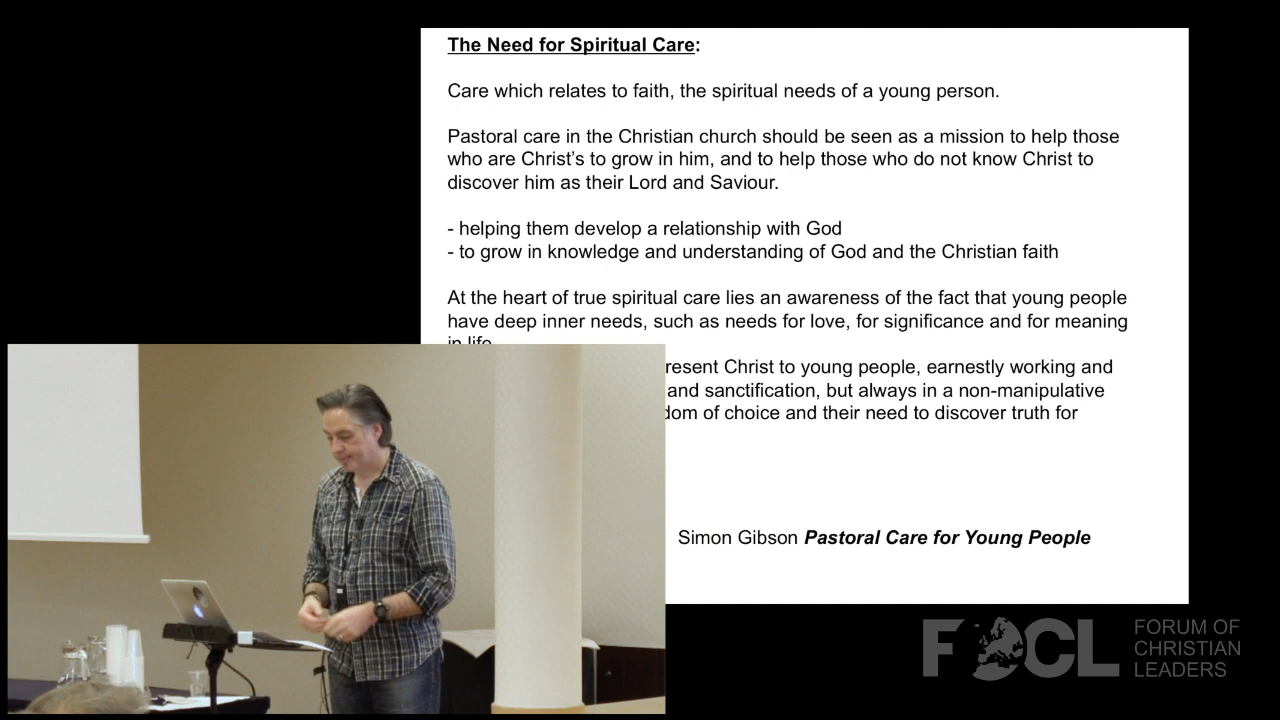 The Need for Spiritual Care:
Care which relates to faith, the spiritual needs of a young person.
Pastoral care in the Christian church should be seen as a mission to help those
who are Christ's to grow in him, and to help those who do not know Christ to
discover him as their Lord and Saviour.
- helping them develop a relationship with God
- to grow in knowledge and understanding of God and the Christian faith
At the heart of true spiritual care lies an awareness of the fact that young people
have deep inner needs, such as needs for love, for significance and for meaning
in life
Christ to young people, earnestly working and
and sanctification, but always in a non-manipulative
of choice and their need to discover truth for
Simon Gibson Pastoral Care for Young People
FOCL
FORUM OF
CHRISTIAN
LEADERS